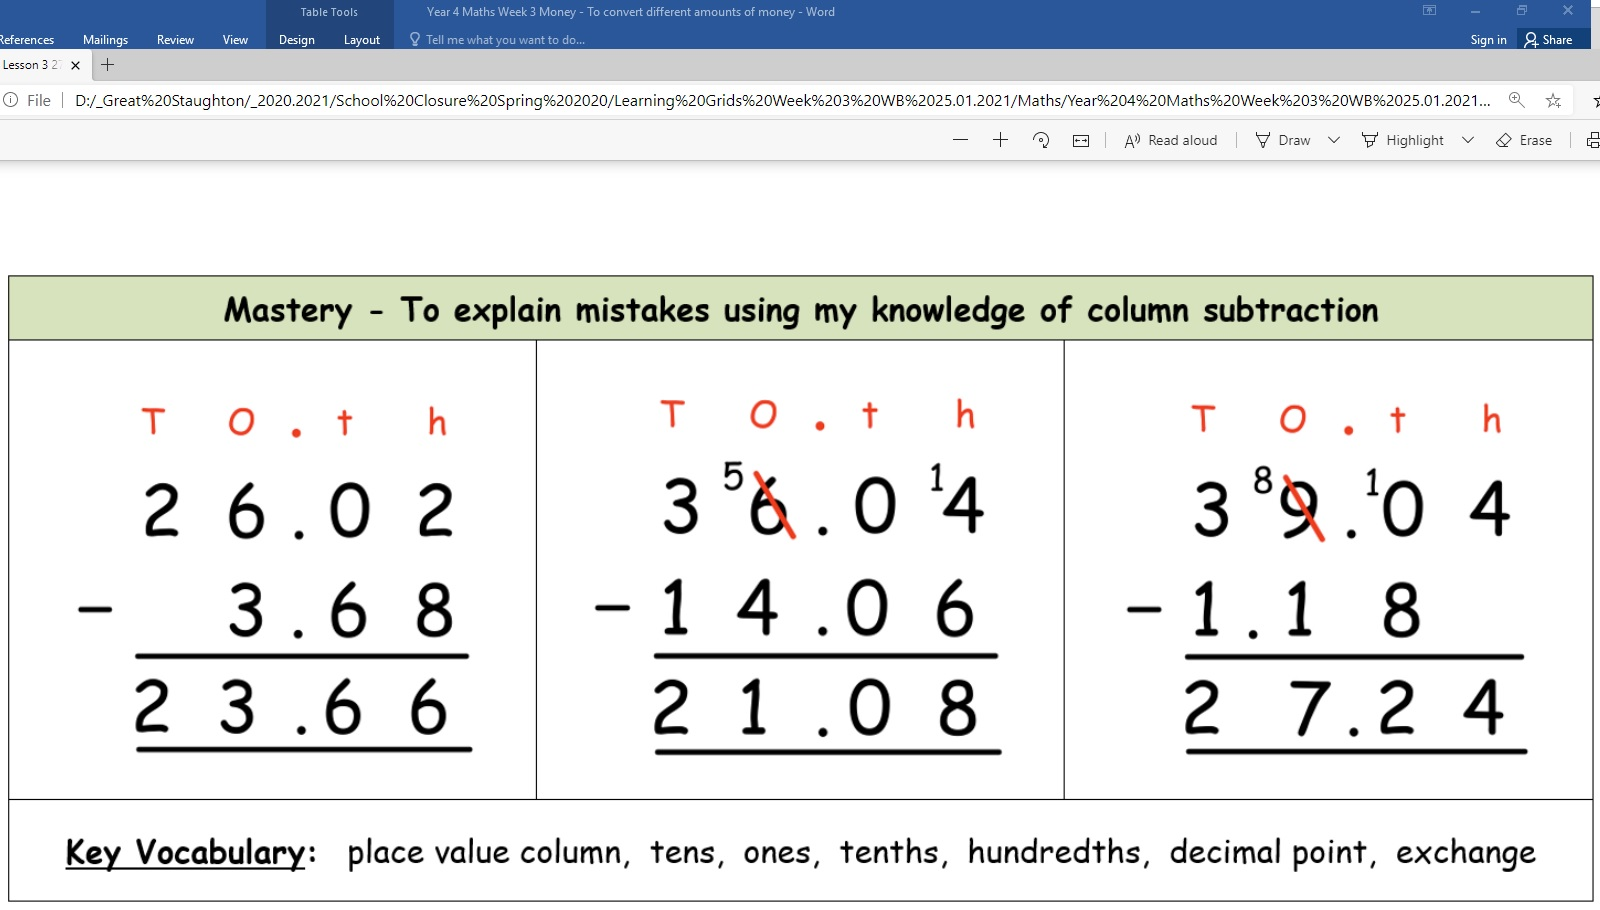 Table Tools
Year 4 Maths Week 3 Money - To convert different amounts of money - Word
References Mailings Review View Design Layout Tell me what you want to do... Sign in Share
Lesson 3
File D:/_Great%20Staughton/_2020.2021/School%20Closure%20Spring%202020/Learning%20Grids%20Week%203%20WB%2025.01.2021/Maths/Year%204%20Maths%20Week%203%20WB%2025.01.2021...
Read aloud Draw Highlight Erase
Mastery - To explain mistakes using my knowledge of column subtraction
T O . t h
2 6 . 0 2
- 3 . 6 8
2 3 . 6 6
T O . t h
3 5 6 . 0 1 4
- 1 4 . 0 6
2 1 . 0 8
T O . t h
3 8 9 . 1 0 4
- 1 . 1 8
2 7 . 2 4
Key Vocabulary: place value column, tens, ones, tenths, hundredths, decimal point, exchange